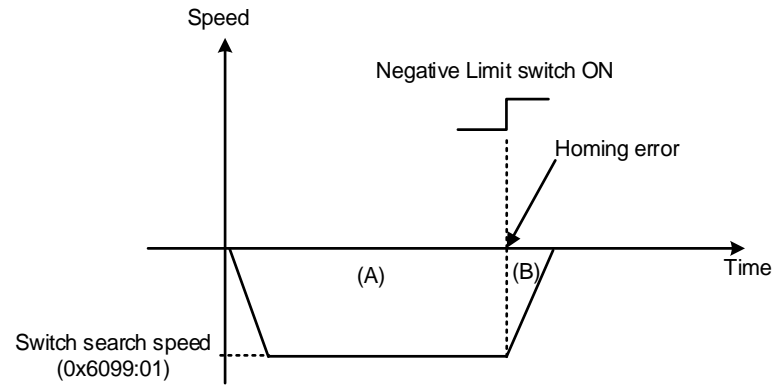 Speed
Negative Limit switch ON
Homing error
(A)
(B)
Time
Switch search speed
(0x6099:01)